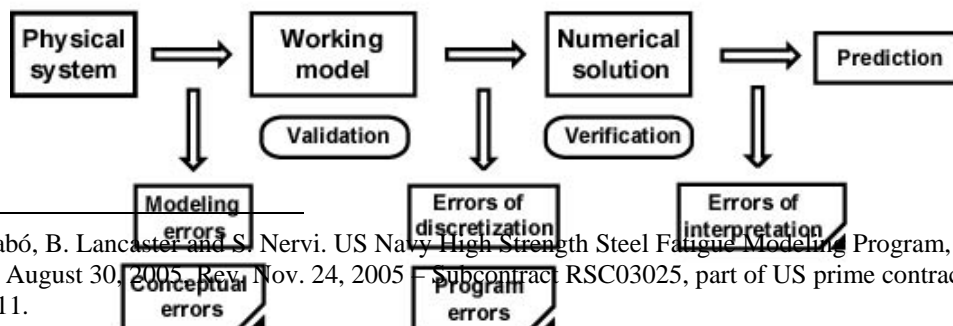 Physical system
Working model
Numerical solution
Prediction
Validation
Verification
Modeling errors
Errors of discretization
Errors of interpretation
abó, B. Lancaster and S. Nervi. US Navy High Strength Steel Fatigue Modeling Program,
August 30, 2005, Rev. Nov. 24, 2005 – Subcontract RSC03025, part of US prime contrac
11.
Conceptual errors
Program errors